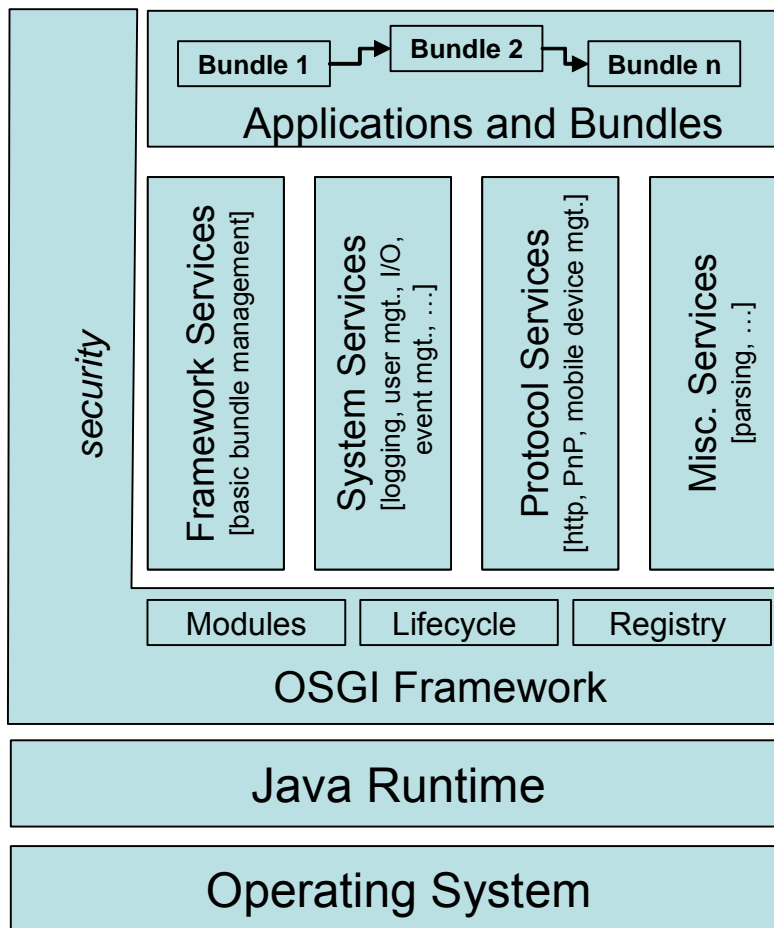 Bundle 1
Bundle 2
Bundle n
Applications and Bundles
security
Framework Services
[basic bundle management]
System Services
[logging, user mgt., I/O,
event mgt., …]
Protocol Services
[http, PnP, mobile device mgt.]
Misc. Services
[parsing, …]
Modules
Lifecycle
Registry
OSGI Framework
Java Runtime
Operating System